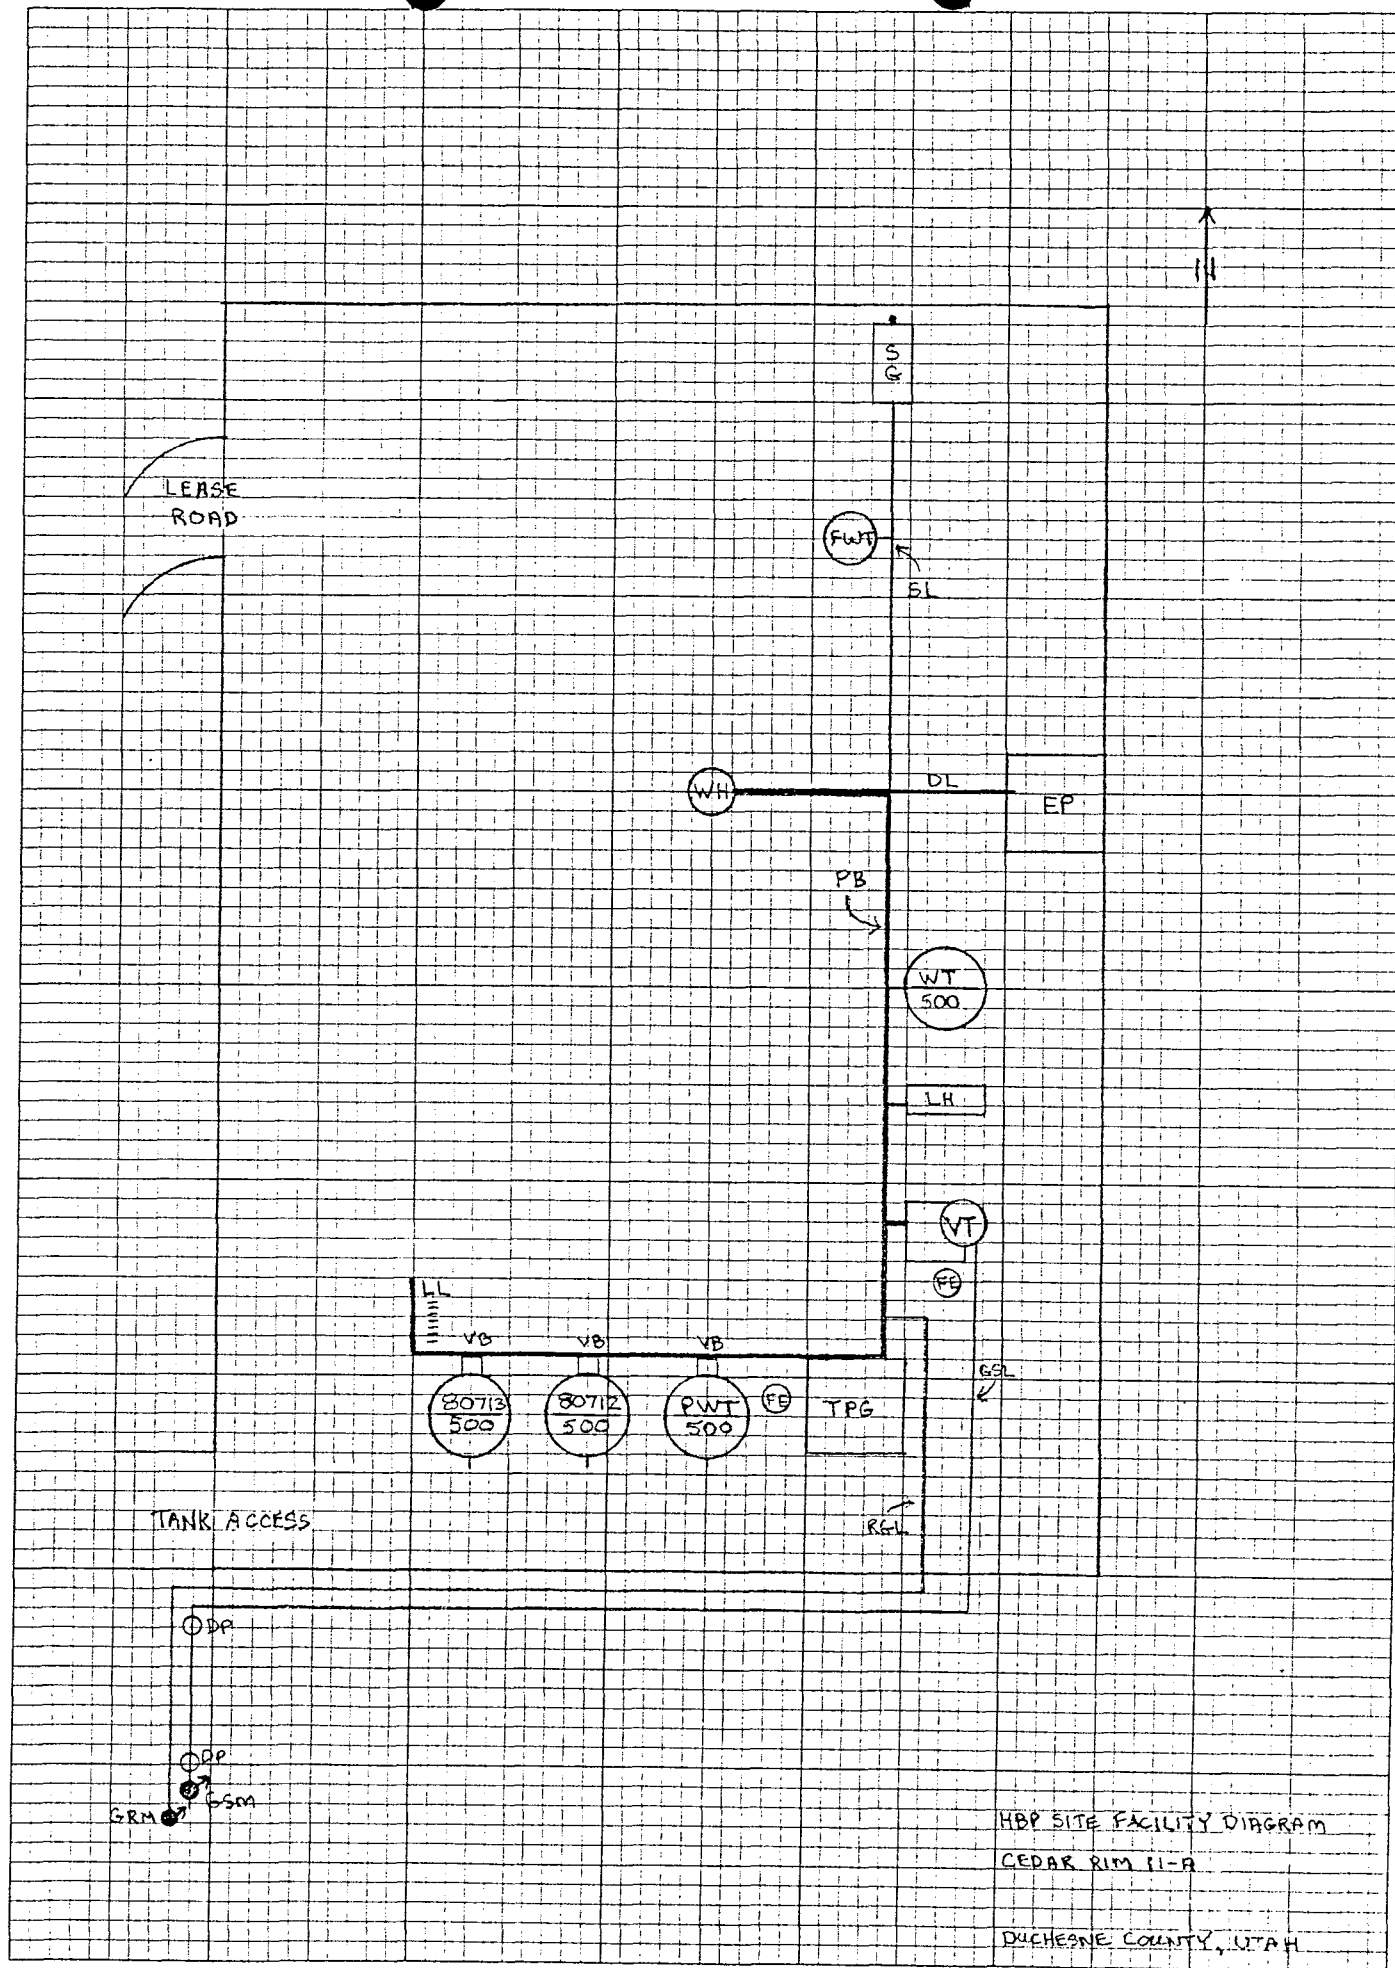 N
S
G
LEASE
ROAD
FWT
SL
WH
DL
EP
PB
WT
500
LH
VT
FE
LL
VB
VB
VB
GSL
80713
500
80712
500
PWT
500
FE
TPG
TANK ACCESS
RGL
DP
DP
GSM
GRM
HBP SITE FACILITY DIAGRAM
CEDAR RIM 11-A
DUCHESNE COUNTY, UTAH